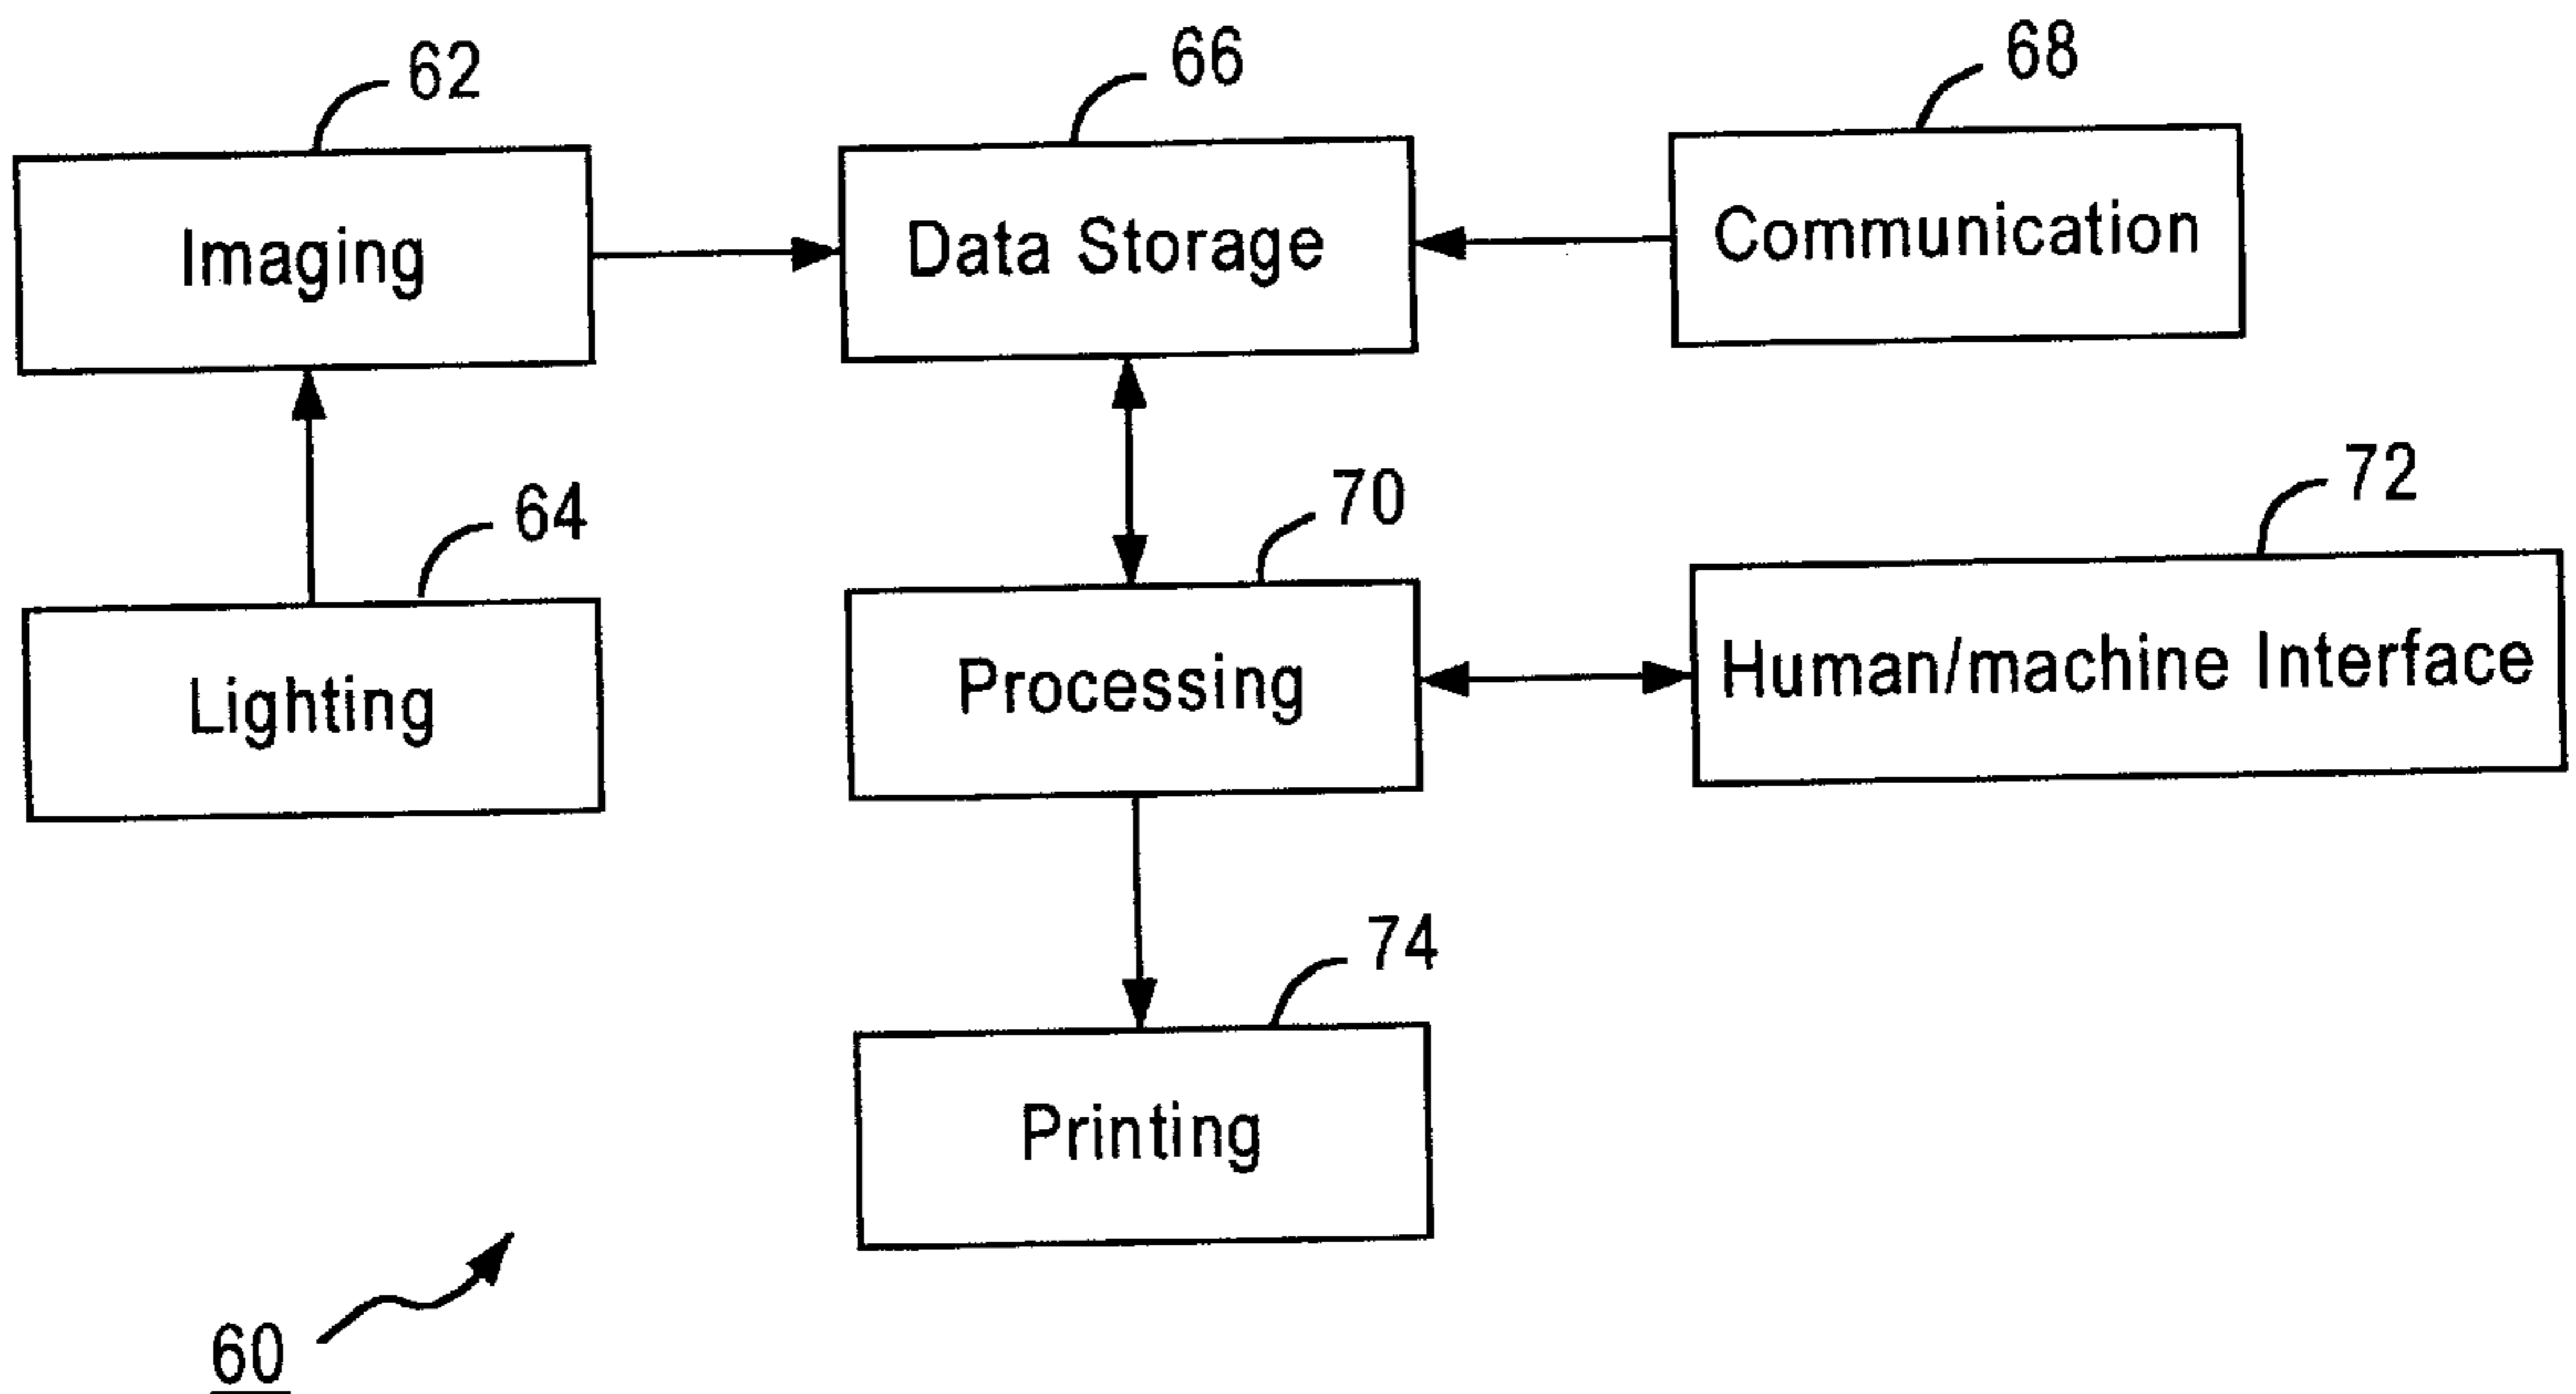 62
66
68
Imaging
Data Storage
Communication
64
70
72
Lighting
Processing
Human/machine Interface
74
Printing
60